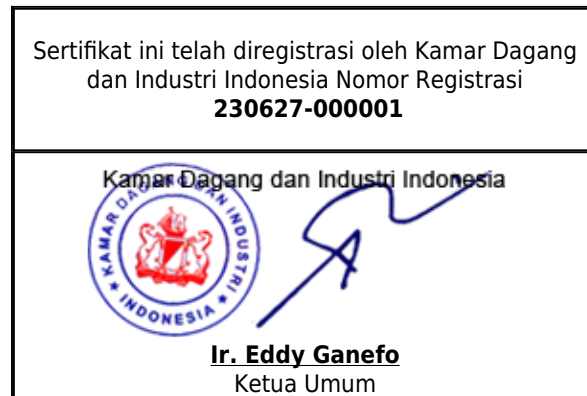 Sertifikat ini telah diregistrasi oleh Kamar Dagang
dan Industri Indonesia Nomor Registrasi
230627-000001
Kamar Dagang dan Industri Indonesia
KAMAR DAGANG DAN INDUSTRI
INDONESIA
Ir. Eddy Ganefo
Ketua Umum